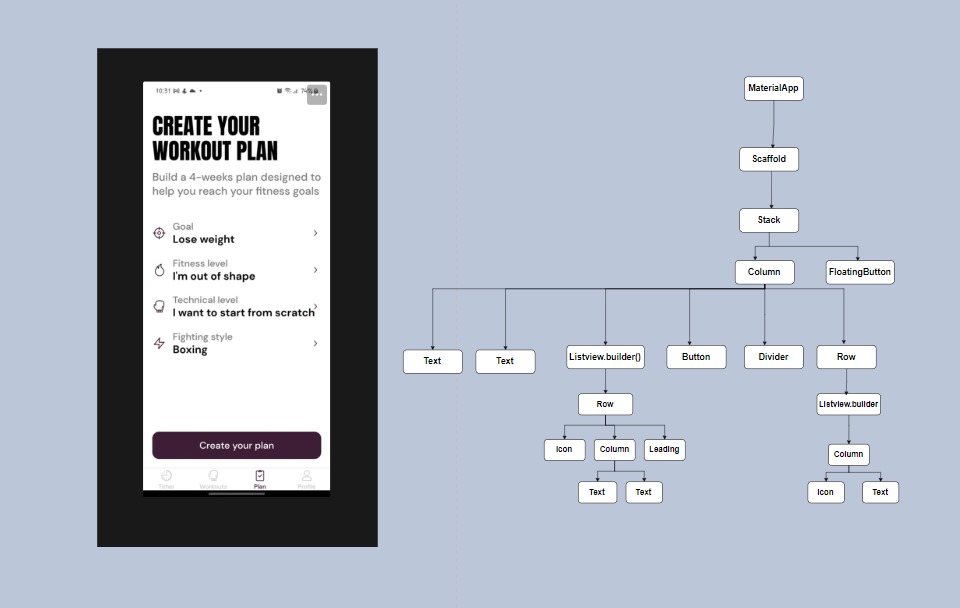 10:31
74%
CREATE YOUR
WORKOUT PLAN
Build a 4-weeks plan designed to
help you reach your fitness goals
Goal
Lose weight
Fitness level
I'm out of shape
Technical level
I want to start from scratch
Fighting style
Boxing
Create your plan
Timer
Workouts
Plan
Profile
MaterialApp
Scaffold
Stack
Column
FloatingButton
Text
Text
Listview.builder()
Button
Divider
Row
Row
Listview.builder
Icon
Column
Leading
Column
Text
Text
Icon
Text